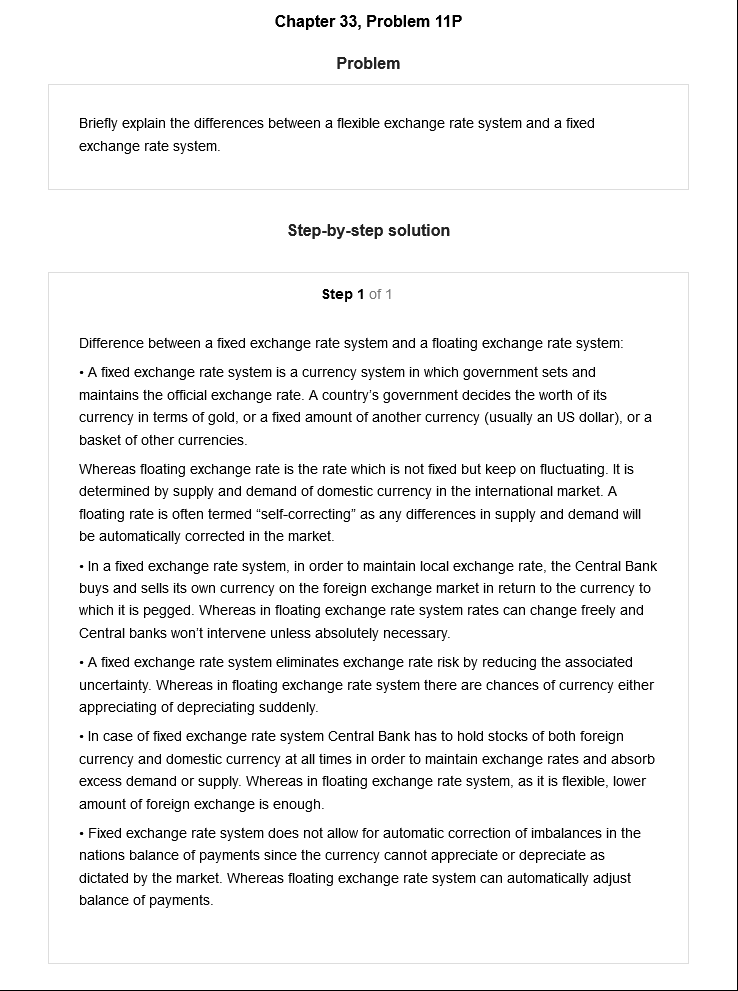 Chapter 33, Problem 11P
Problem
Briefly explain the differences between a flexible exchange rate system and a fixed
exchange rate system.
Step-by-step solution
Step 1 of 1
Difference between a fixed exchange rate system and a floating exchange rate system:
• A fixed exchange rate system is a currency system in which government sets and
maintains the official exchange rate. A country’s government decides the worth of its
currency in terms of gold, or a fixed amount of another currency (usually an US dollar), or a
basket of other currencies.
Whereas floating exchange rate is the rate which is not fixed but keep on fluctuating. It is
determined by supply and demand of domestic currency in the international market. A
floating rate is often termed “self-correcting” as any differences in supply and demand will
be automatically corrected in the market.
• In a fixed exchange rate system, in order to maintain local exchange rate, the Central Bank
buys and sells its own currency on the foreign exchange market in return to the currency to
which it is pegged. Whereas in floating exchange rate system rates can change freely and
Central banks won’t intervene unless absolutely necessary.
• A fixed exchange rate system eliminates exchange rate risk by reducing the associated
uncertainty. Whereas in floating exchange rate system there are chances of currency either
appreciating of depreciating suddenly.
• In case of fixed exchange rate system Central Bank has to hold stocks of both foreign
currency and domestic currency at all times in order to maintain exchange rates and absorb
excess demand or supply. Whereas in floating exchange rate system, as it is flexible, lower
amount of foreign exchange is enough.
• Fixed exchange rate system does not allow for automatic correction of imbalances in the
nations balance of payments since the currency cannot appreciate or depreciate as
dictated by the market. Whereas floating exchange rate system can automatically adjust
balance of payments.